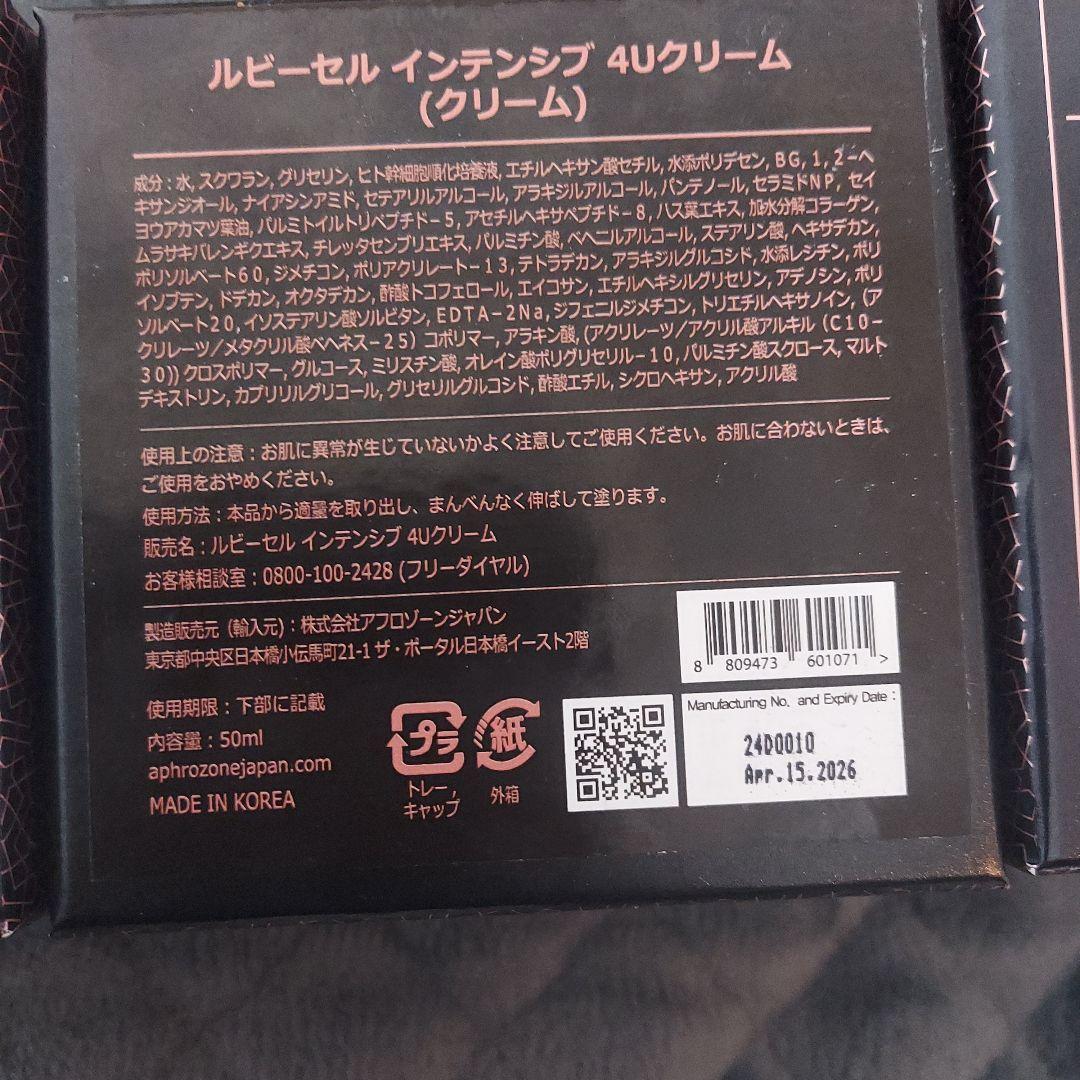 ルビーセル インテンシブ 4Uクリーム
(クリーム)
成分：水, スクワラン, グリセリン, ヒト幹細胞順化培養液, エチルヘキサン酸セチル, 水添ポリデセン, BG, 1, 2-ヘ
キサンジオール, ナイアシンアミド, セテアリルアルコール, アラキジルアルコール, パンテノール, セラミドNP, セイ
ヨウアカマツ葉油, パルミトイルトリペプチド-5, アセチルヘキサペプチド-8, ハス葉エキス, 加水分解コラーゲン,
ムラサキバレンギクエキス, チレッタセンブリエキス, パルミチン酸, ベヘニルアルコール, ステアリン酸, ヘキサデカン,
ポリソルベート60, ジメチコン, ポリアクリレート-13, テトラデカン, アラキジルグルコシド, 水添レシチン, ポリ
イソブテン, ドデカン, オクタデカン, 酢酸トコフェロール, エイコサン, エチルヘキシルグリセリン, アデノシン, ポリ
ソルベート20, イソステアリン酸ソルビタン, EDTA-2Na, ジフェニルジメチコン, トリエチルヘキサノイン, (ア
クリレーツ／メタクリル酸ベヘネス-25) コポリマー, アラキン酸, (アクリレーツ／アクリル酸アルキル (C10-
30)) クロスポリマー, グルコース, ミリスチン酸, オレイン酸ポリグリセリル-10, パルミチン酸スクロース, マルト
デキストリン, カプリリルグリコール, グリセリルグルコシド, 酢酸エチル, シクロヘキサン, アクリル酸
使用上の注意：お肌に異常が生じていないかよく注意してご使用ください。お肌に合わないときは、
ご使用をおやめください。
使用方法：本品から適量を取り出し、まんべんなく伸ばして塗ります。
販売名：ルビーセル インテンシブ 4Uクリーム
お客様相談室：0800-100-2428 (フリーダイヤル)
製造販売元（輸入元)：株式会社アフロゾーンジャパン
東京都中央区日本橋小伝馬町21-1 ザ・ポータル日本橋イースト2階
8 809473 601071 >
使用期限：下部に記載
内容量：50ml
aphrozonejapan.com
MADE IN KOREA
プラ
トレー,
キャップ
紙
外箱
Manufacturing No. and Expiry Date :
24D001Q
Apr.15.2026